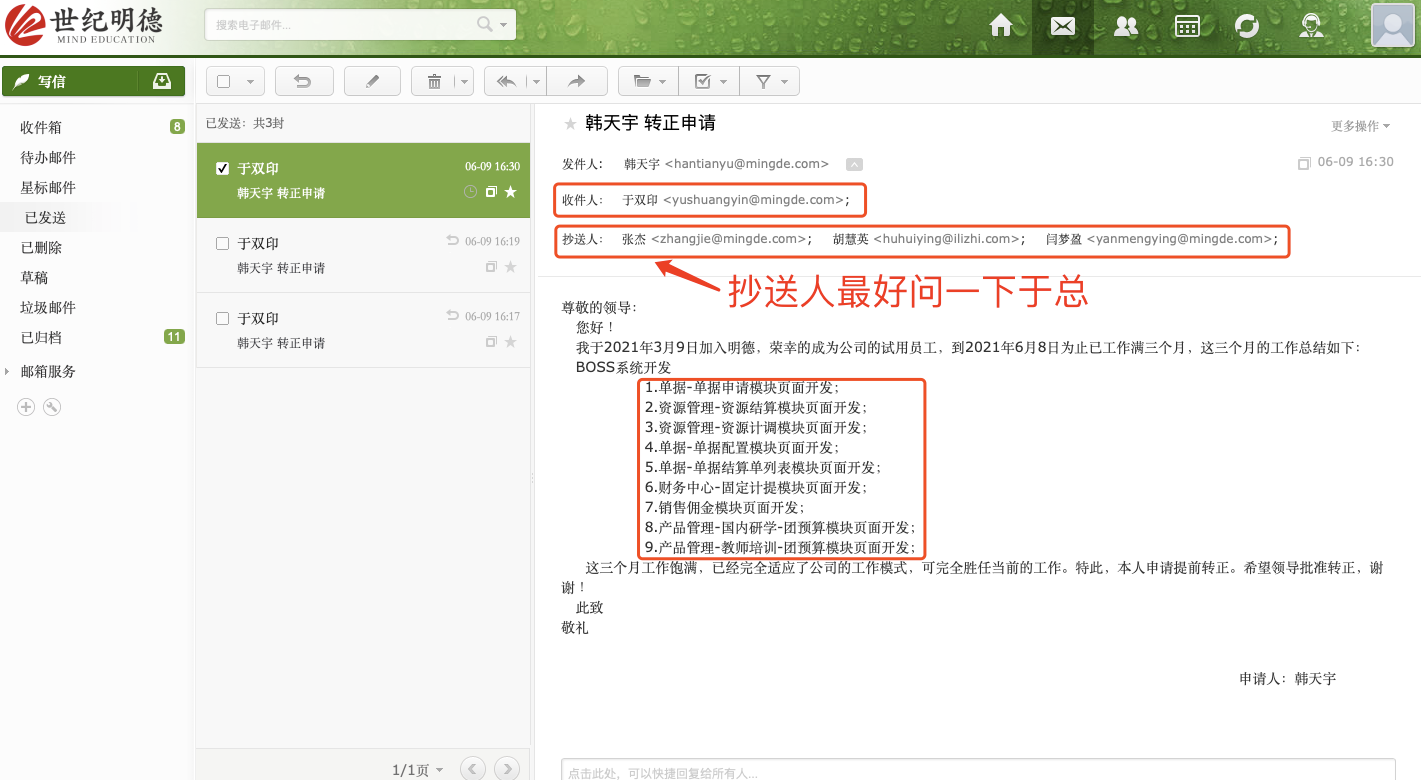 世纪明德
MIND EDUCATION
搜索电子邮件...
写信
收件箱 8
待办邮件
星标邮件
已发送
已删除
草稿
垃圾邮件
已归档 11
邮箱服务
已发送：共3封
于双印 06-09 16:30
韩天宇 转正申请
于双印 06-09 16:19
韩天宇 转正申请
于双印 06-09 16:17
韩天宇 转正申请
1/1页
韩天宇 转正申请
更多操作
发件人： 韩天宇 <hantianyu@mingde.com>
06-09 16:30
收件人： 于双印 <yushuangyin@mingde.com>;
抄送人： 张杰 <zhangjie@mingde.com>; 胡慧英 <huhuiying@ilizhi.com>; 闫梦盈 <yanmengying@mingde.com>;
抄送人最好问一下于总
尊敬的领导：
您好！
我于2021年3月9日加入明德，荣幸的成为公司的试用员工，到2021年6月8日为止已工作满三个月，这三个月的工作总结如下：
BOSS系统开发
1.单据-单据申请模块页面开发；
2.资源管理-资源结算模块页面开发；
3.资源管理-资源计调模块页面开发；
4.单据-单据配置模块页面开发；
5.单据-单据结算单列表模块页面开发；
6.财务中心-固定计提模块页面开发；
7.销售佣金模块页面开发；
8.产品管理-国内研学-团预算模块页面开发；
9.产品管理-教师培训-团预算模块页面开发；
这三个月工作饱满，已经完全适应了公司的工作模式，可完全胜任当前的工作。特此，本人申请提前转正。希望领导批准转正，谢
谢！
此致
敬礼
申请人：韩天宇
点击此处，可以快捷回复给所有人...